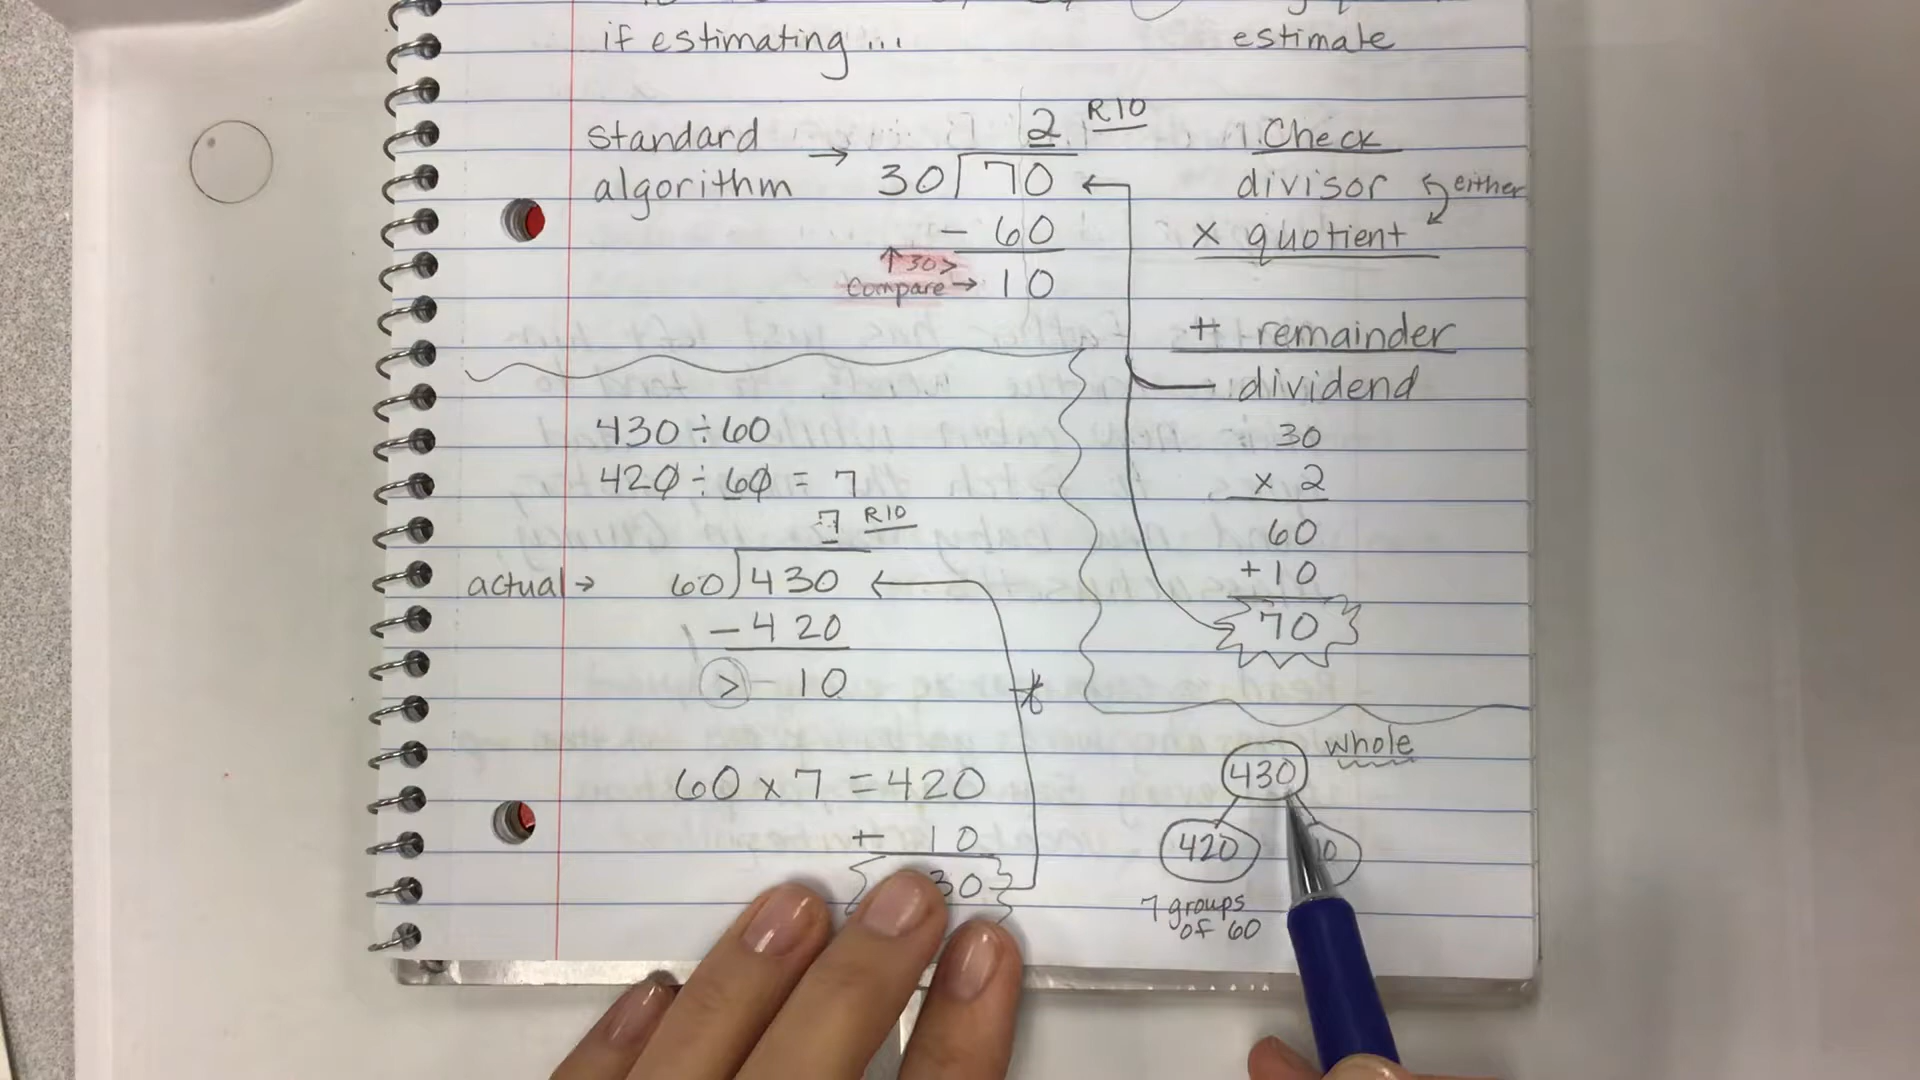 if estimating ...
estimate
standard
algorithm →
2 R10
30 70
- 60
↑ 30 >
Compare → 10
1. Check
divisor either
x quotient
+ remainder
dividend
30
x 2
60
+ 10
70
430 ÷ 60
420 ÷ 60 = 7
7 R10
actual → 60)430
- 420
> 10
60 x 7 = 420
+ 10
30
430 whole
420 10
7 groups
of 60